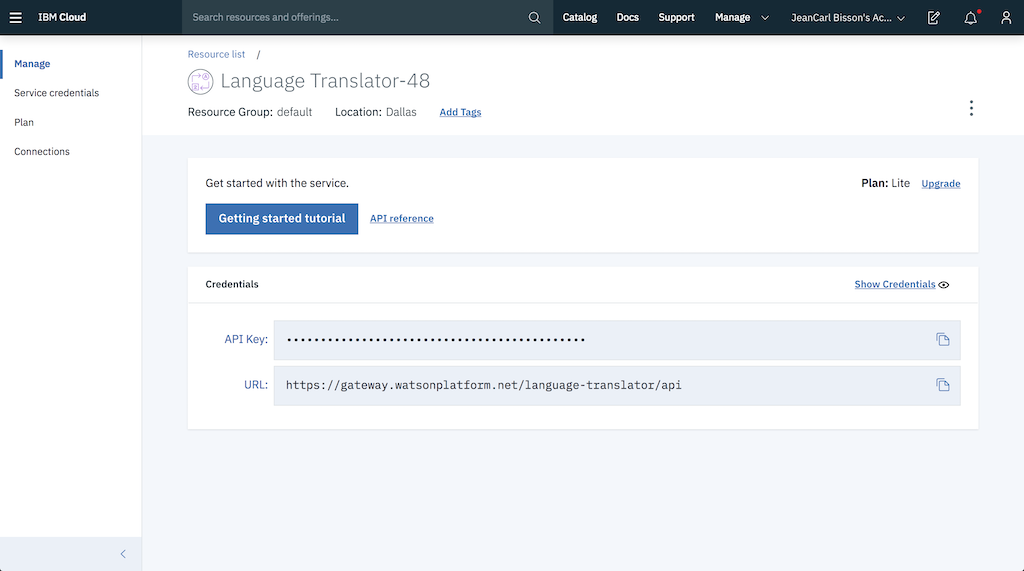 IBM Cloud
Search resources and offerings...
Catalog
Docs
Support
Manage
JeanCarl Bisson's Ac...
Manage
Service credentials
Plan
Connections
Resource list /
Language Translator-48
Resource Group: default Location: Dallas Add Tags
Get started with the service.
Plan: Lite Upgrade
Getting started tutorial API reference
Credentials
Show Credentials
API Key: ••••••••••••••••••••••••••••••••••••••••••••
URL: https://gateway.watsonplatform.net/language-translator/api